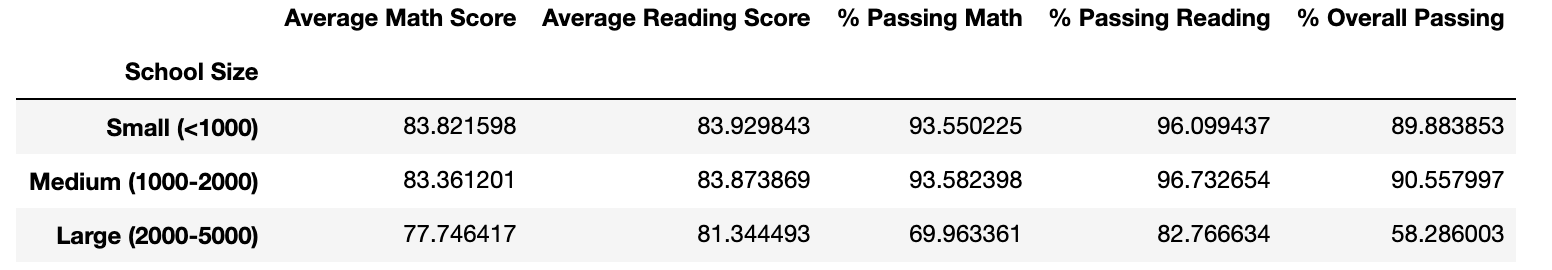 Average Math Score Average Reading Score % Passing Math % Passing Reading % Overall Passing
School Size
Small (<1000) 83.821598 83.929843 93.550225 96.099437 89.883853
Medium (1000-2000) 83.361201 83.873869 93.582398 96.732654 90.557997
Large (2000-5000) 77.746417 81.344493 69.963361 82.766634 58.286003